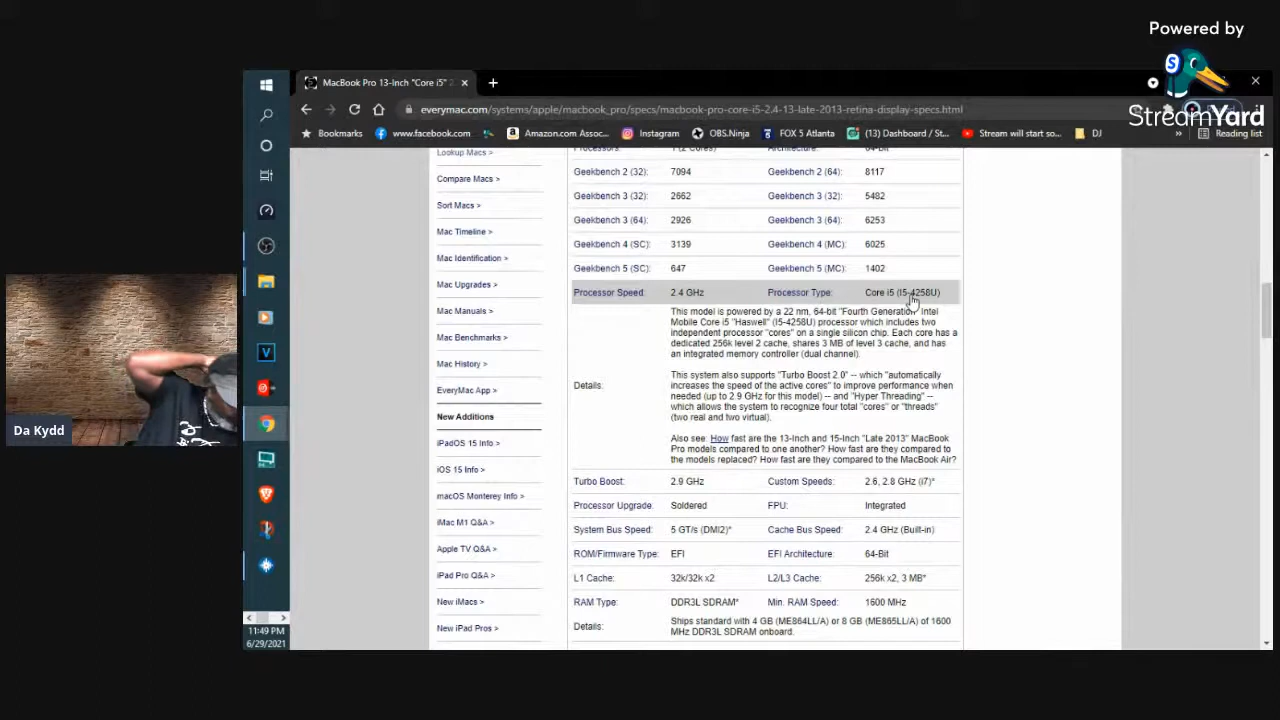 Powered by
StreamYard
MacBook Pro 13-Inch "Core i5" 2
everymac.com/systems/apple/macbook_pro/specs/macbook-pro-core-i5-2.4-13-late-2013-retina-display-specs.html
Bookmarks www.facebook.com Amazon.com Assoc... Instagram OBS.Ninja FOX 5 Atlanta (13) Dashboard / St... Stream will start so... DJ » Reading list
Lookup Macs >
Compare Macs >
Sort Macs >
Mac Timeline >
Mac Identification >
Mac Upgrades >
Mac Manuals >
Mac Benchmarks >
Mac History >
EveryMac App >
New Additions
iPadOS 15 Info >
iOS 15 Info >
macOS Monterey Info >
iMac M1 Q&A >
Apple TV Q&A >
iPad Pro Q&A >
New iMacs >
New iPad Pros >
Processors: 1 (2 Cores) Architecture: 64-Bit
Geekbench 2 (32): 7094 Geekbench 2 (64): 8117
Geekbench 3 (32): 2662 Geekbench 3 (32): 5482
Geekbench 3 (64): 2926 Geekbench 3 (64): 6253
Geekbench 4 (SC): 3139 Geekbench 4 (MC): 6025
Geekbench 5 (SC): 647 Geekbench 5 (MC): 1402
Processor Speed: 2.4 GHz Processor Type: Core i5 (I5-4258U)
Details:
This model is powered by a 22 nm, 64-bit "Fourth Generation" Intel
Mobile Core i5 "Haswell" (I5-4258U) processor which includes two
independent processor "cores" on a single silicon chip. Each core has a
dedicated 256k level 2 cache, shares 3 MB of level 3 cache, and has
an integrated memory controller (dual channel).
This system also supports "Turbo Boost 2.0" -- which "automatically
increases the speed of the active cores" to improve performance when
needed (up to 2.9 GHz for this model) -- and "Hyper Threading" --
which allows the system to recognize four total "cores" or "threads"
(two real and two virtual).
Also see: How fast are the 13-Inch and 15-Inch "Late 2013" MacBook
Pro models compared to one another? How fast are they compared to
the models replaced? How fast are they compared to the MacBook Air?
Turbo Boost: 2.9 GHz Custom Speeds: 2.6, 2.8 GHz (i7)*
Processor Upgrade: Soldered FPU: Integrated
System Bus Speed: 5 GT/s (DMI2)* Cache Bus Speed: 2.4 GHz (Built-in)
ROM/Firmware Type: EFI EFI Architecture: 64-Bit
L1 Cache: 32k/32k x2 L2/L3 Cache: 256k x2, 3 MB*
RAM Type: DDR3L SDRAM* Min. RAM Speed: 1600 MHz
Details:
Ships standard with 4 GB (ME864LL/A) or 8 GB (ME865LL/A) of 1600
MHz DDR3L SDRAM onboard.
Da Kydd
11:49 PM
6/29/2021